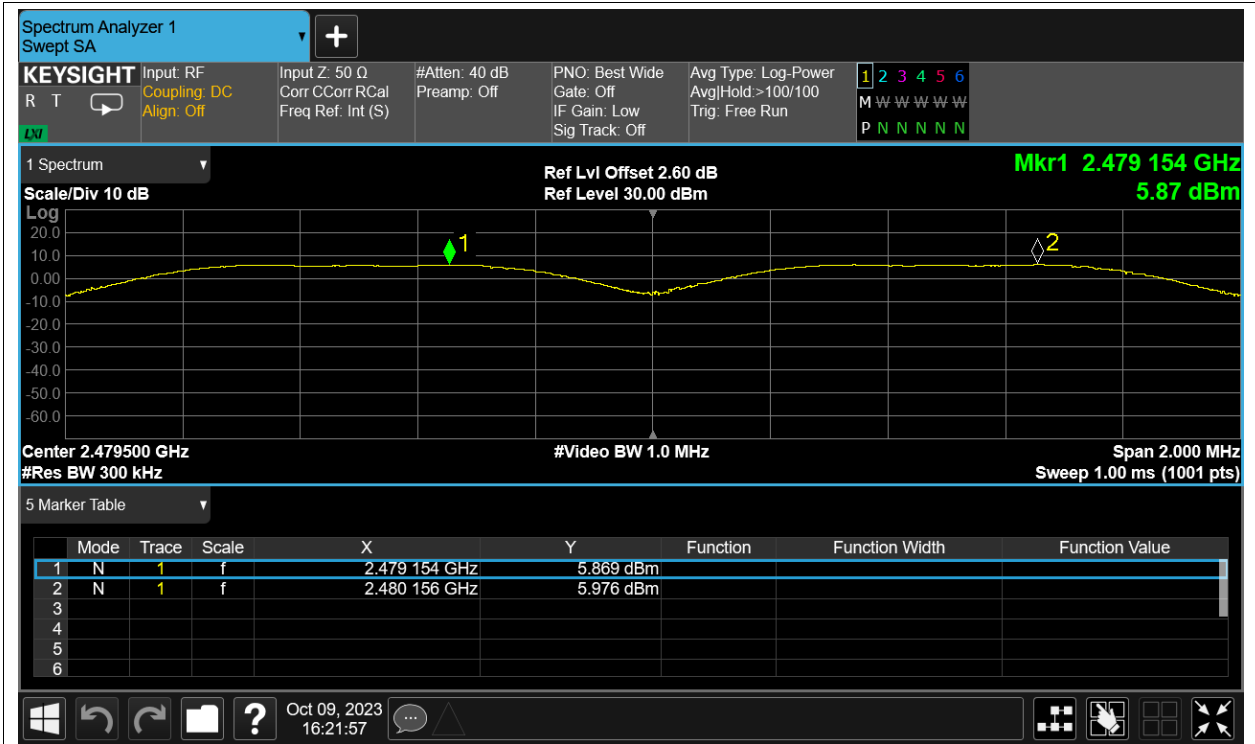 Spectrum Analyzer 1
Swept SA
+
KEYSIGHT Input: RF Input Z: 50 Ω #Atten: 40 dB PNO: Best Wide Avg Type: Log-Power 1 2 3 4 5 6
R T Coupling: DC Corr CCorr RCal Preamp: Off Gate: Off Avg|Hold:>100/100 M W W W W W
Align: Off Freq Ref: Int (S) IF Gain: Low Trig: Free Run
LXI Sig Track: Off P N N N N N
1 Spectrum Ref Lvl Offset 2.60 dB Mkr1 2.479 154 GHz
Scale/Div 10 dB Ref Level 30.00 dBm 5.87 dBm
Log
20.0
1 2
10.0
0.00
-10.0
-20.0
-30.0
-40.0
-50.0
-60.0
Center 2.479500 GHz #Video BW 1.0 MHz Span 2.000 MHz
#Res BW 300 kHz Sweep 1.00 ms (1001 pts)
5 Marker Table
Mode Trace Scale X Y Function Function Width Function Value
1 N 1 f 2.479 154 GHz 5.869 dBm
2 N 1 f 2.480 156 GHz 5.976 dBm
3
4
5
6
? Oct 09, 2023
16:21:57